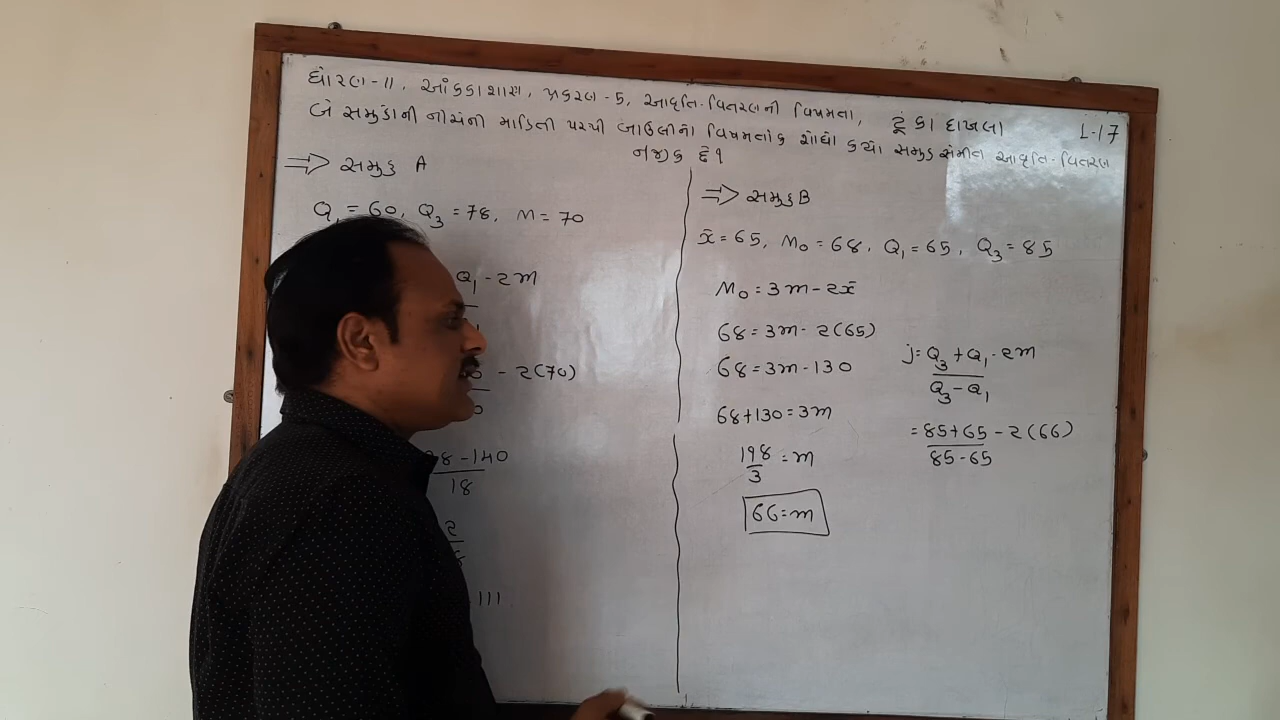 ધોરણ-11, આંકડાશાસ્ત્ર, પ્રકરણ-5, આવૃત્તિ-વિતરણની વિષમતા, ટૂંકા દાખલા L-17
બે સમૂહોની નીચેની માહિતી પરથી બાઉલીનો વિષમતાંક શોધો કયો સમૂહ સંમિત આવૃત્તિ-વિતરણ
નજીક છે?
⇒ સમૂહ A
Q₁ = 60, Q₃ = 78, M = 70
Q₁ - 2M
- 2(70)
8 - 140
18
2
111
⇒ સમૂહ B
x̄ = 65, M₀ = 68, Q₁ = 65, Q₃ = 85
M₀ = 3M - 2x̄
68 = 3M - 2(65)
68 = 3M - 130
68 + 130 = 3M
198/3 = M
66 = M
j = Q₃ + Q₁ - 2M
Q₃ - Q₁
= 85 + 65 - 2(66)
85 - 65